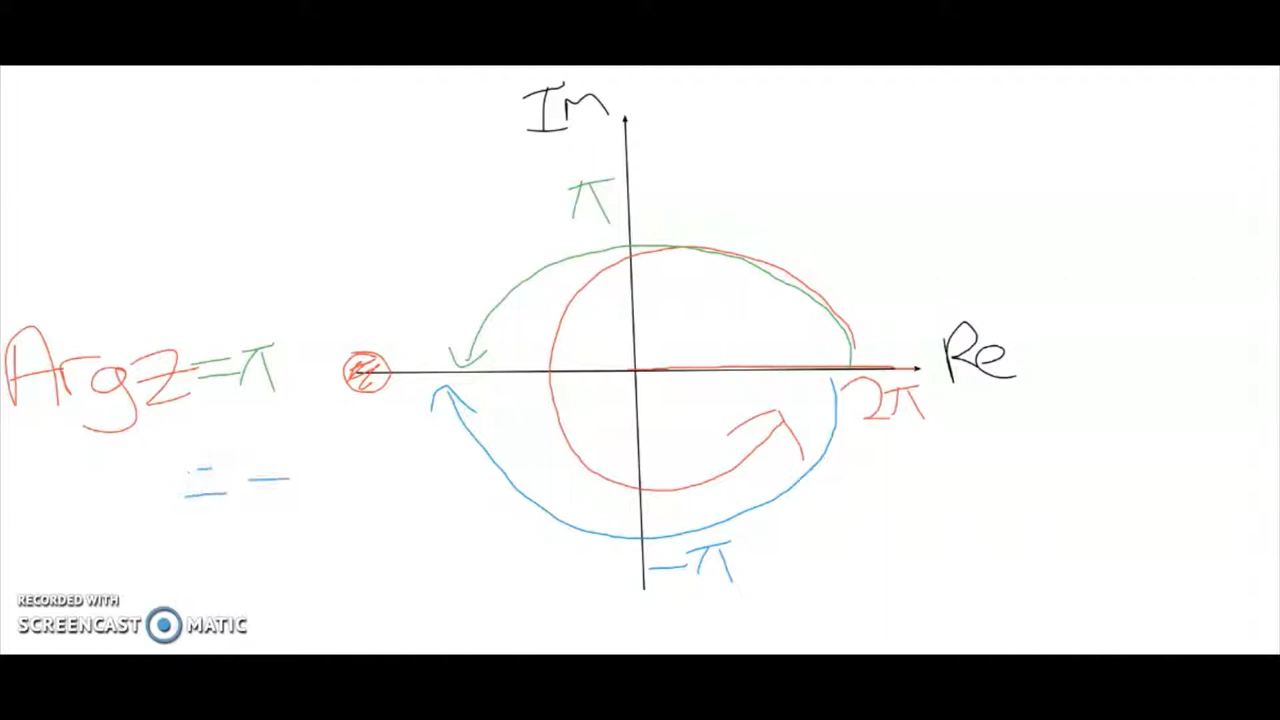 Im
π
Re
Arg z = π
2π
= -
-π
RECORDED WITH
SCREENCAST MATIC